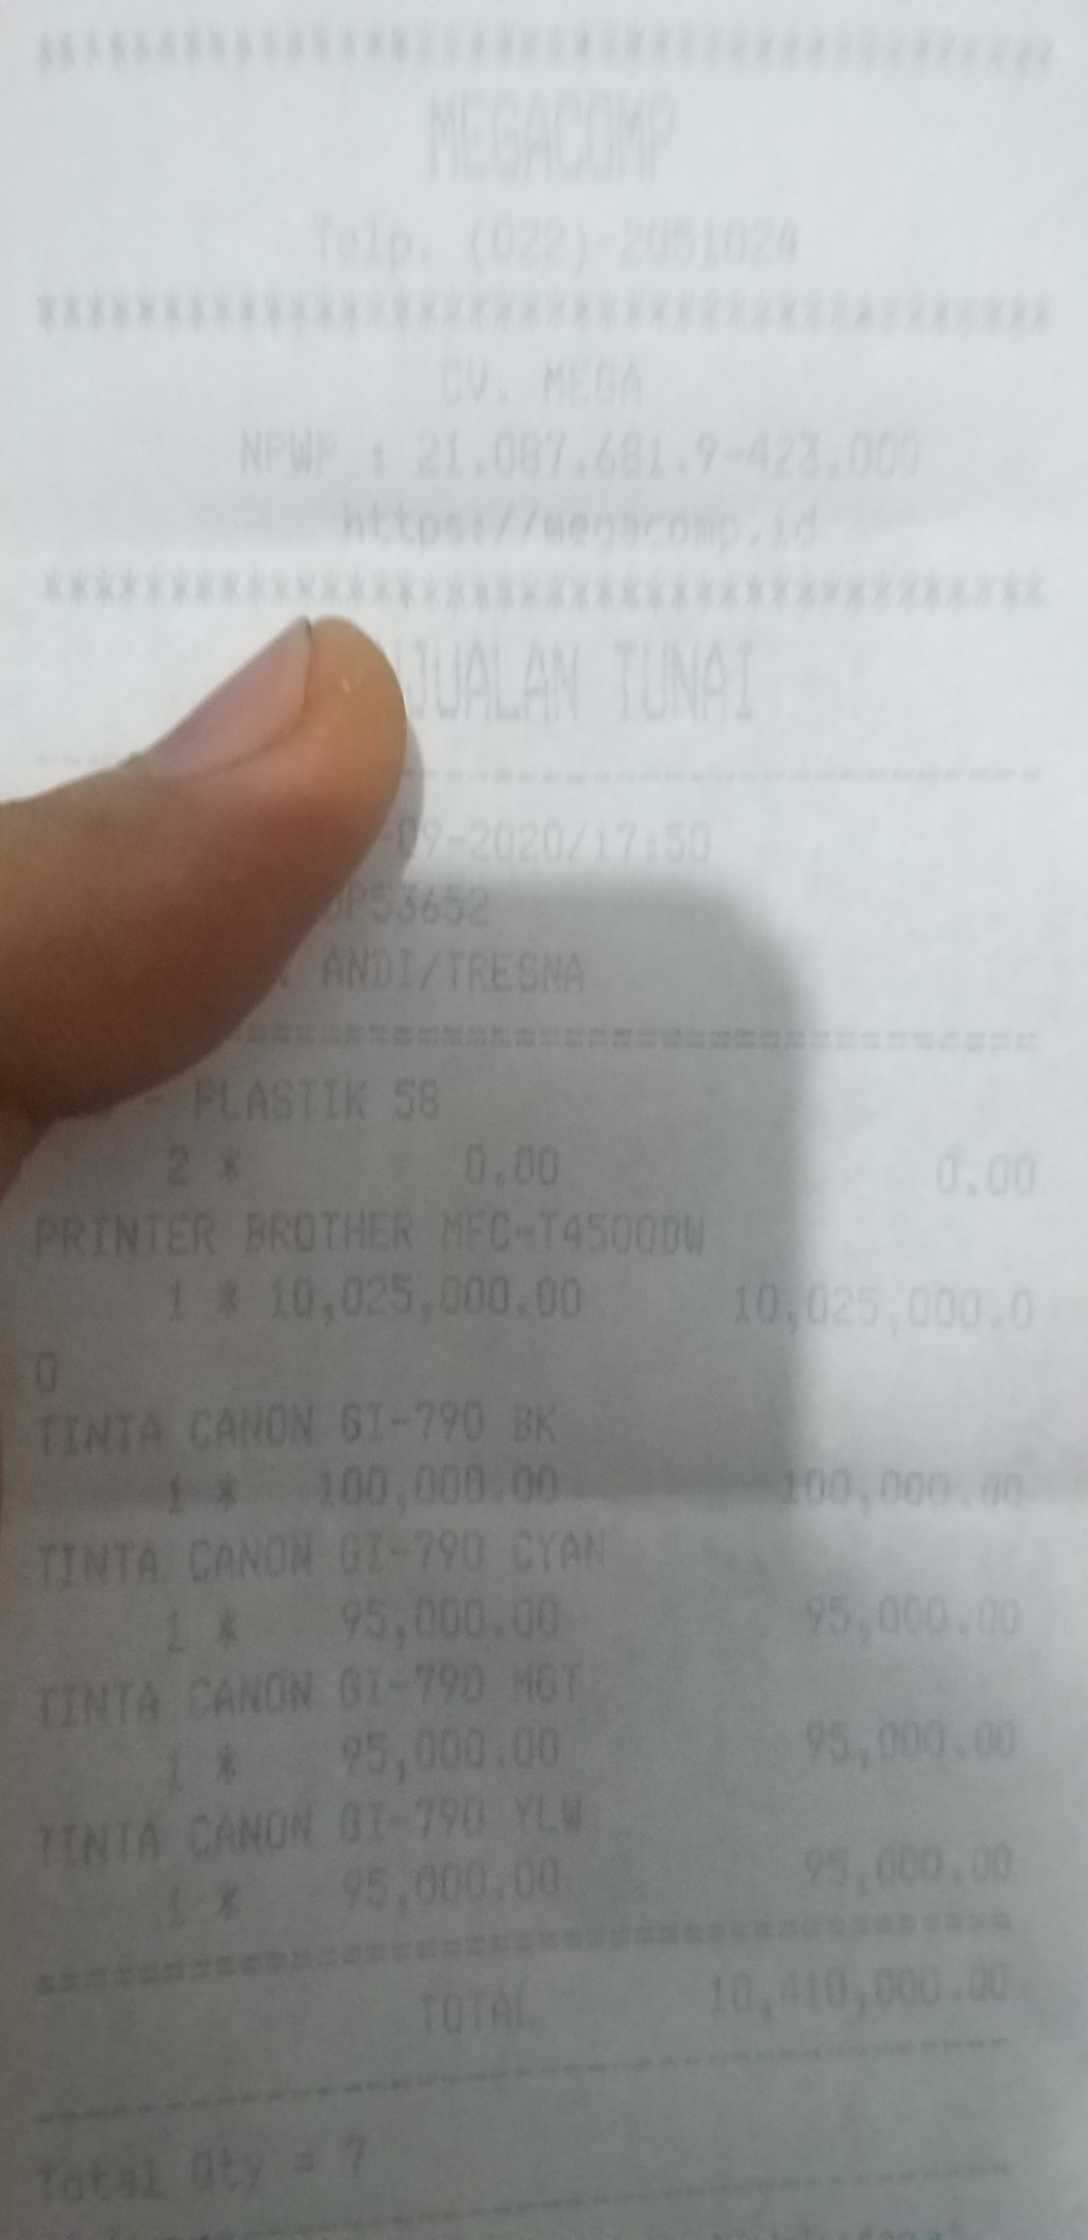 MEGACOMP
Telp. (022) 2051024
CV. MEGA
NPWP : 21.087.681.9-423.000
https://megacomp.id
JUALAN TUNAI
09-2020/17:50
P53652
ANDI/TRESNA
PLASTIK 58
2 * 0.00 0.00
PRINTER BROTHER MFC-T4500DW
1 * 10,025,000.00 10,025,000.0
0
TINTA CANON GI-790 BK
1 * 100,000.00 100,000.00
TINTA CANON GI-790 CYAN
1 * 95,000.00 95,000.00
TINTA CANON GI-790 MGT
1 * 95,000.00 95,000.00
TINTA CANON GI-790 YLW
1 * 95,000.00 95,000.00
TOTAL 10,410,000.00
Total Qty = 7